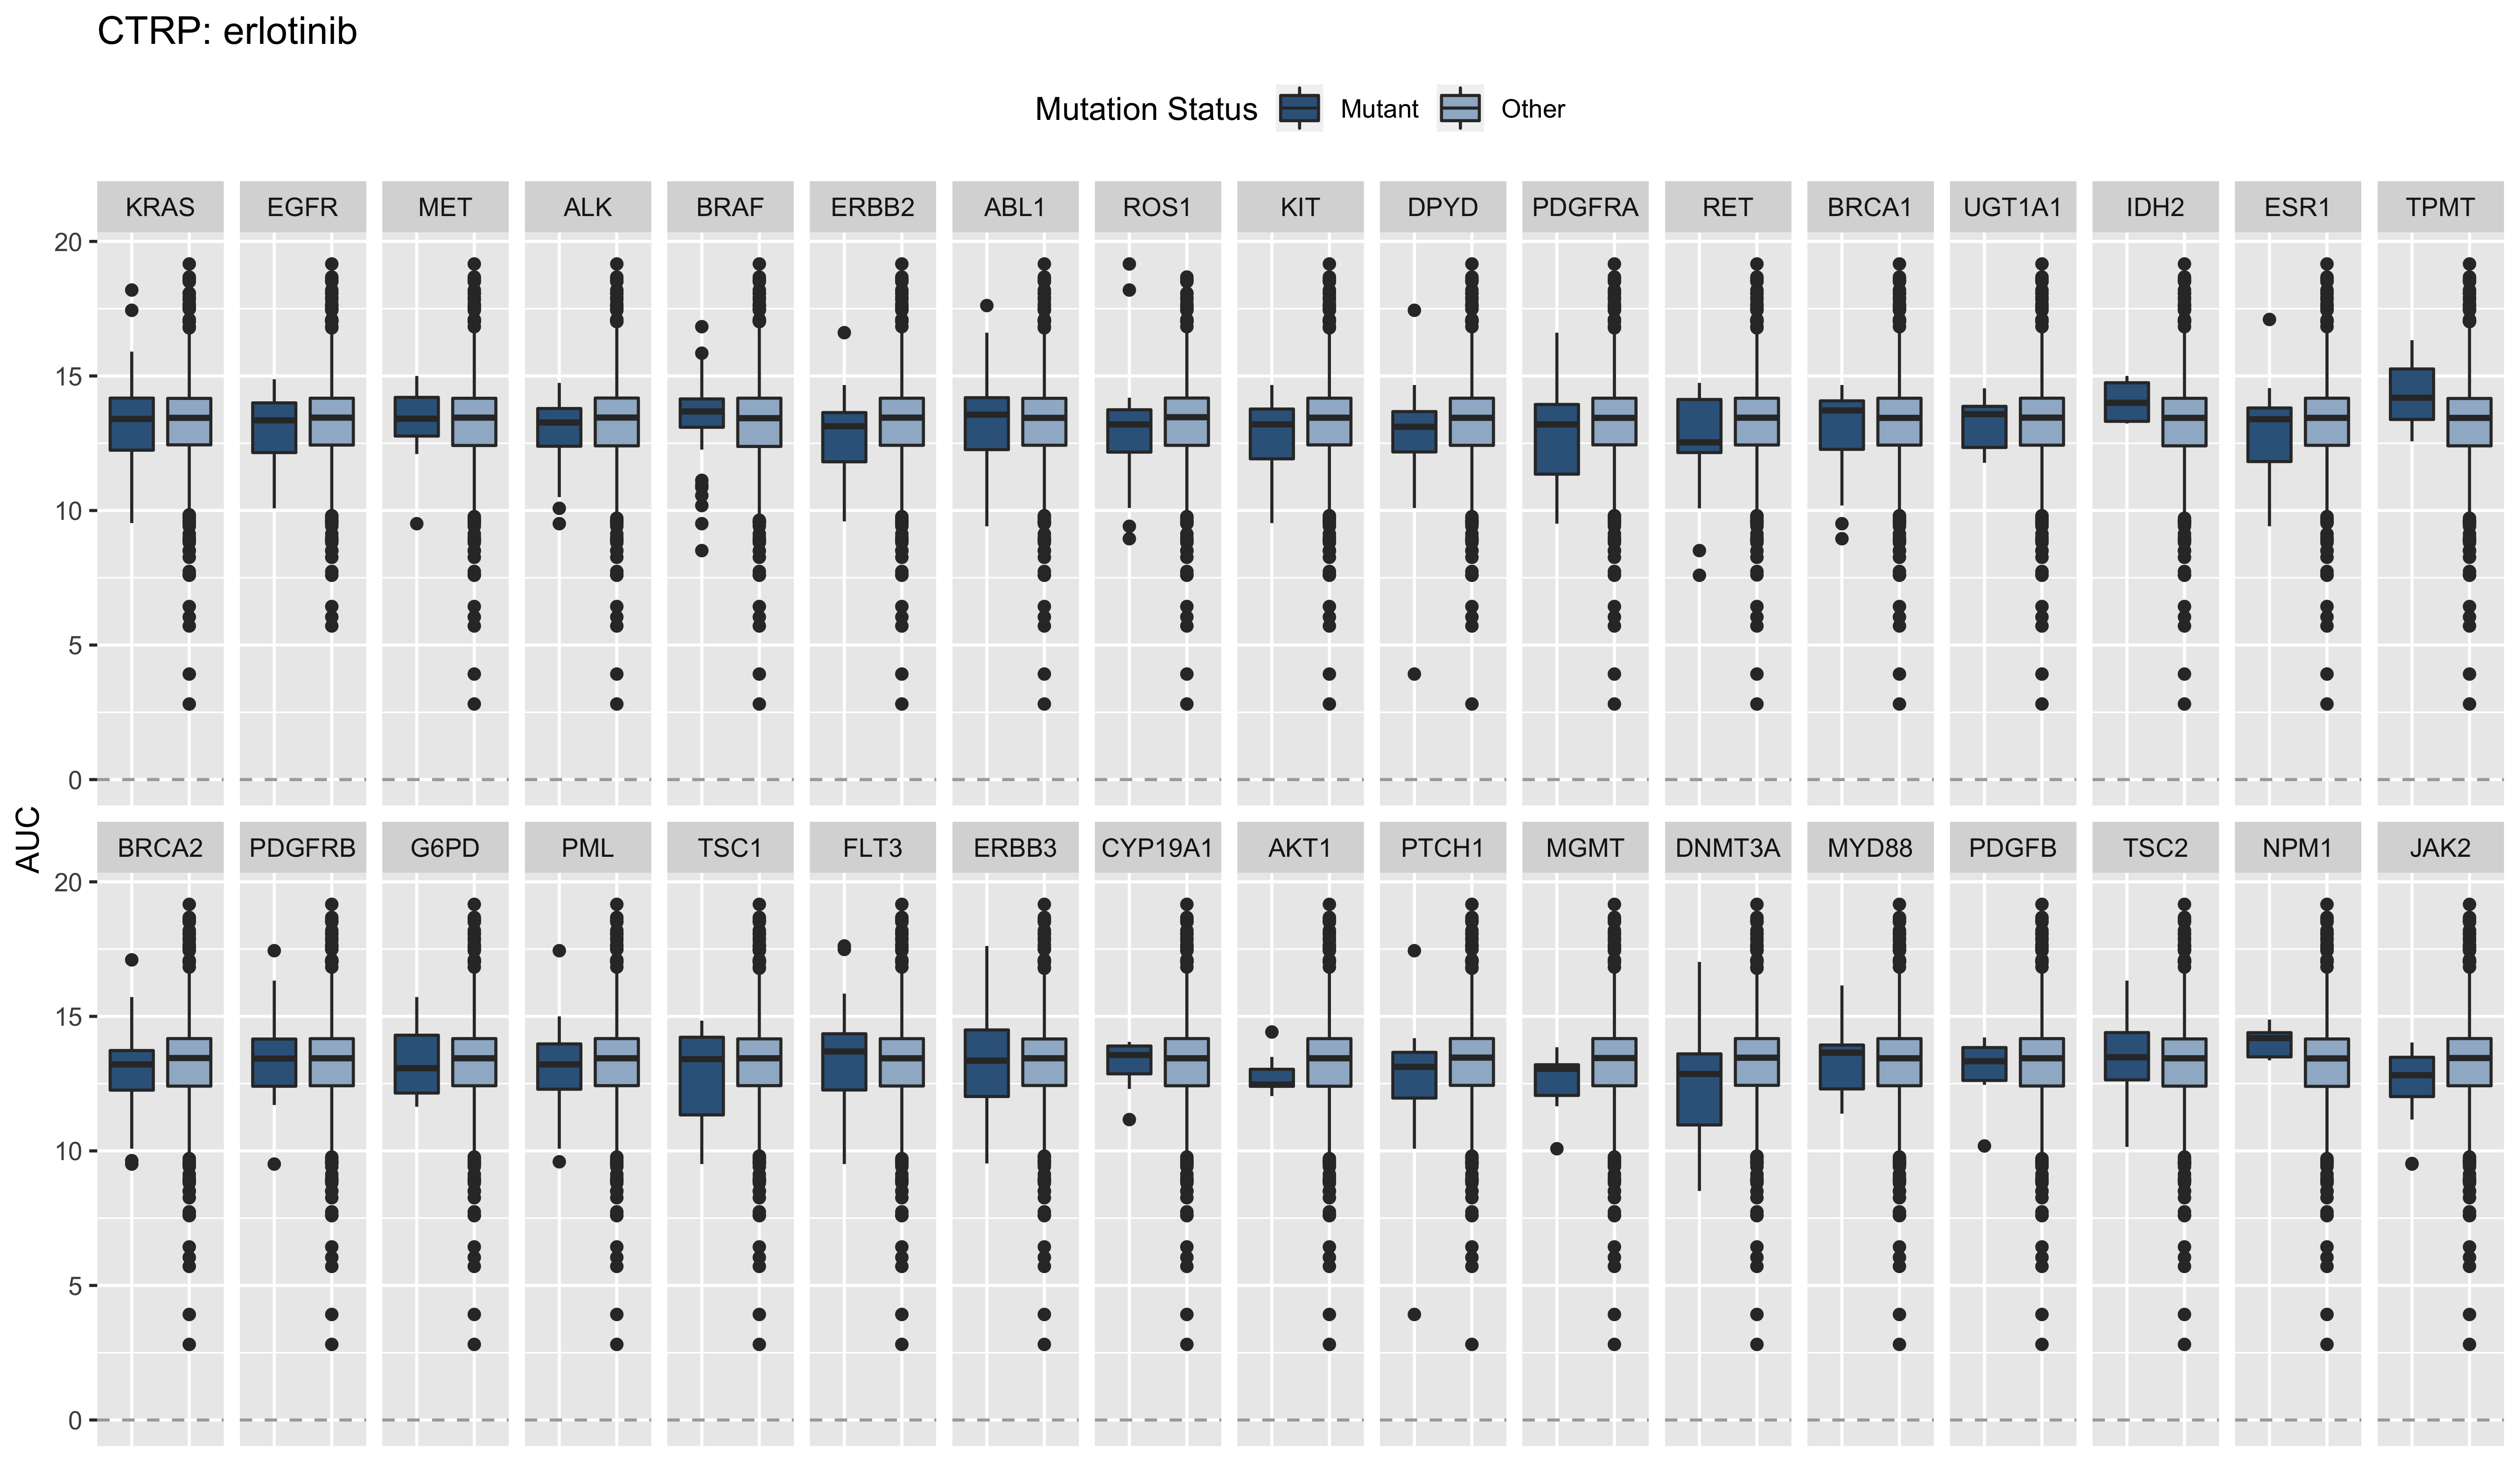 CTRP: erlotinib
Mutation Status Mutant Other
KRAS EGFR MET ALK BRAF ERBB2 ABL1 ROS1 KIT DPYD PDGFRA RET BRCA1 UGT1A1 IDH2 ESR1 TPMT
20
15
10
5
0
AUC
BRCA2 PDGFRB G6PD PML TSC1 FLT3 ERBB3 CYP19A1 AKT1 PTCH1 MGMT DNMT3A MYD88 PDGFB TSC2 NPM1 JAK2
20
15
10
5
0